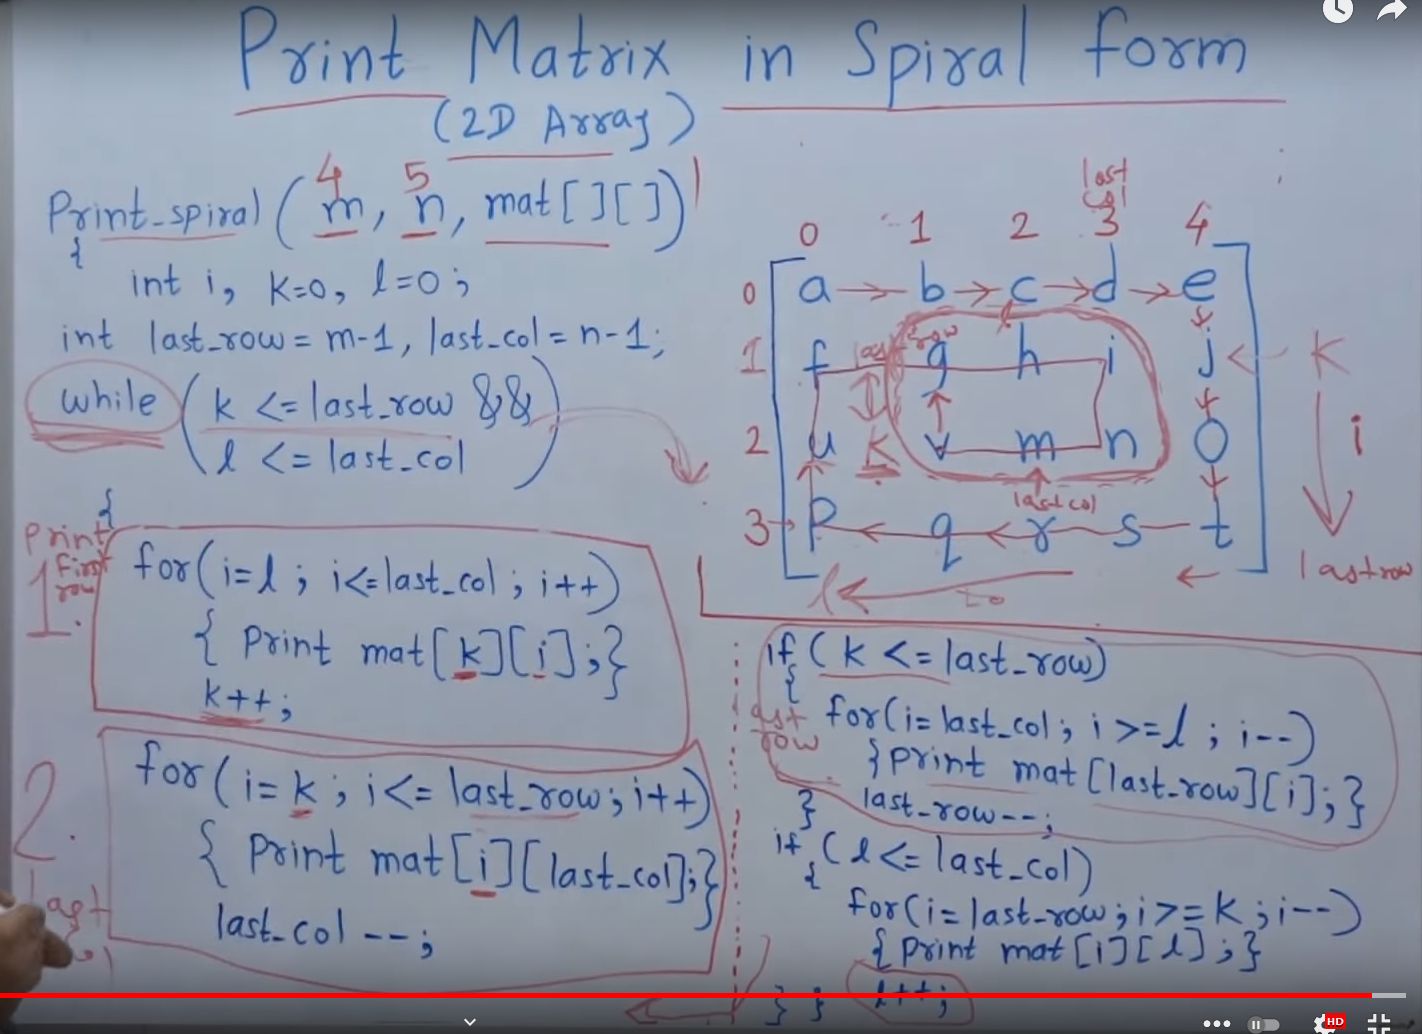 Print Matrix in Spiral form
(2D Array)
4 5
Print_spiral (m, n, mat[][])
{
int i, k=0, l=0;
int last_row = m-1, last_col = n-1;
while (k <= last_row &&
l <= last_col)
{
Print
first
row
1.
for(i=l; i<=last_col; i++)
{ Print mat[k][i];}
k++;
2.
last
for(i=k; i<=last_row; i++)
{ Print mat[i][last_col];}
last_col--;
last
col
0 1 2 3 4
0 a b c d e
last row
1 f g h i j K
i
2 u K v m n O
last col
3 P q r s t
last row
l to
if (k <= last_row)
{
last
row
for(i=last_col; i>=l; i--)
{Print mat[last_row][i];}
last_row--;
}
if (l <= last_col)
{
for(i=last_row; i>=k; i--)
{Print mat[i][l];}
l++;
} }
HD